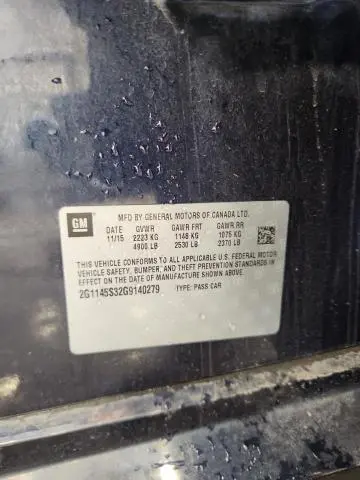 GM
MFD BY GENERAL MOTORS OF CANADA LTD.
DATE GVWR GAWR FRT GAWR RR
11/15 2223 KG 1148 KG 1075 KG
4900 LB 2530 LB 2370 LB
THIS VEHICLE CONFORMS TO ALL APPLICABLE U.S. FEDERAL MOTOR
VEHICLE SAFETY, BUMPER, AND THEFT PREVENTION STANDARDS IN
EFFECT ON THE DATE OF MANUFACTURE SHOWN ABOVE.
2G1145S32G9140279 TYPE: PASS CAR